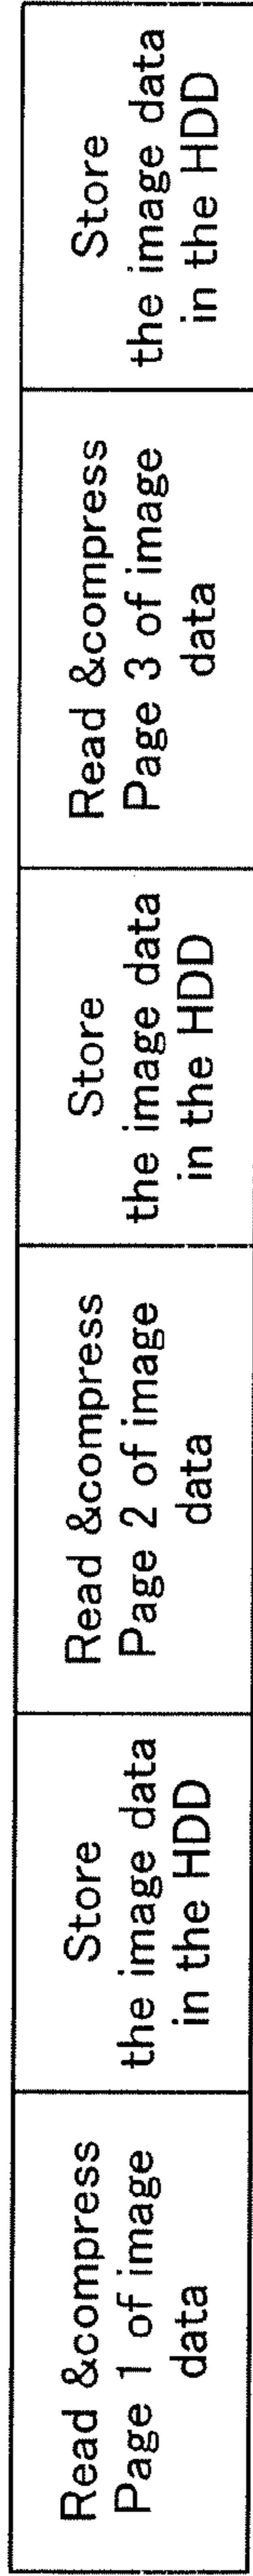 Read &compress
Page 1 of image
data
Store
the image data
in the HDD
Read &compress
Page 2 of image
data
Store
the image data
in the HDD
Read &compress
Page 3 of image
data
Store
the image data
in the HDD